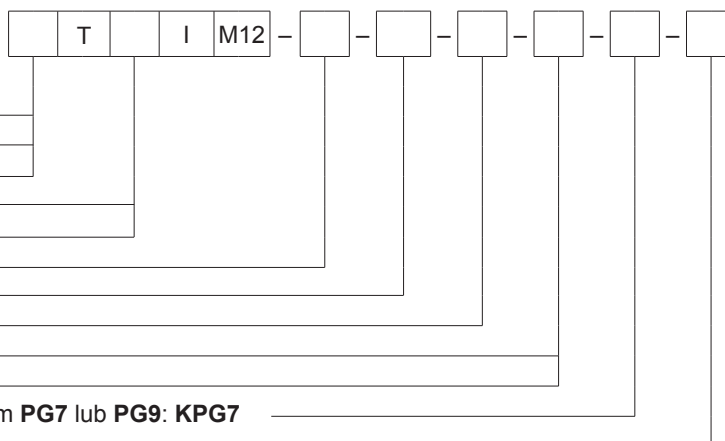 T I M12 – – – – – –
m PG7 lub PG9: KPG7